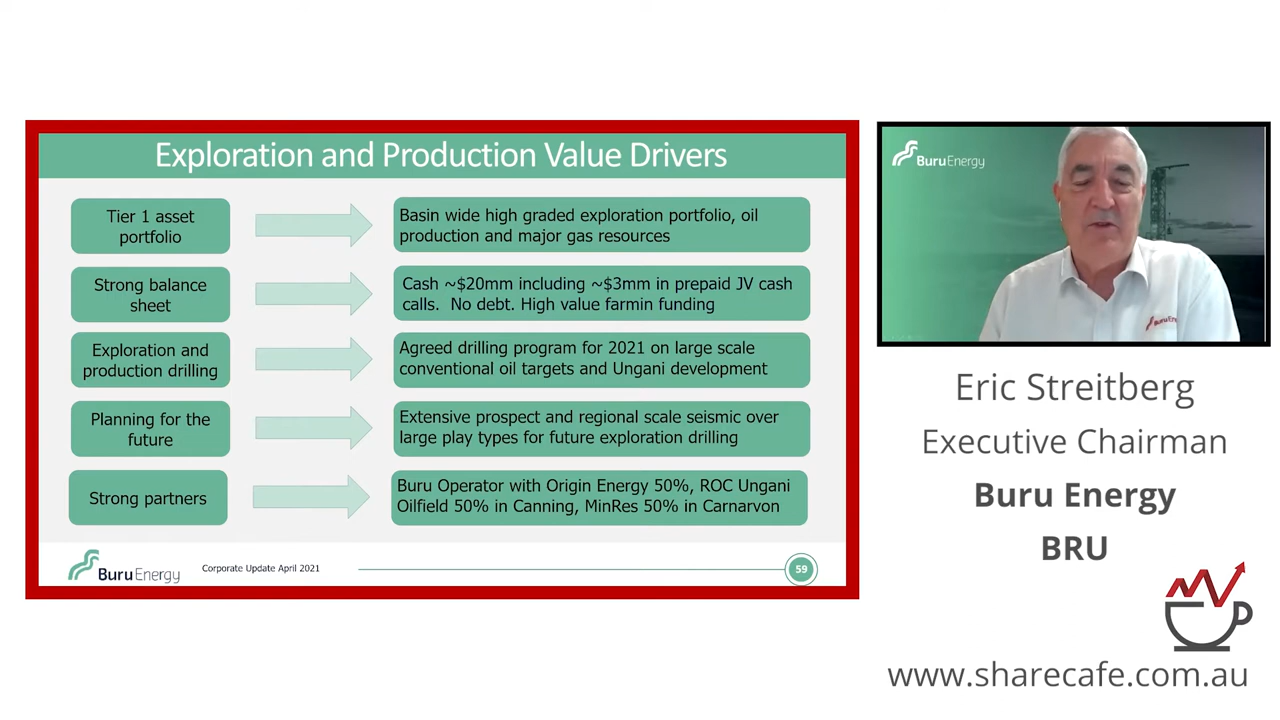 Exploration and Production Value Drivers
Tier 1 asset
portfolio
Basin wide high graded exploration portfolio, oil
production and major gas resources
Strong balance
sheet
Cash ~$20mm including ~$3mm in prepaid JV cash
calls. No debt. High value farmin funding
Exploration and
production drilling
Agreed drilling program for 2021 on large scale
conventional oil targets and Ungani development
Planning for the
future
Extensive prospect and regional scale seismic over
large play types for future exploration drilling
Strong partners
Buru Operator with Origin Energy 50%, ROC Ungani
Oilfield 50% in Canning, MinRes 50% in Carnarvon
Buru Energy
Corporate Update April 2021
59
Buru Energy
Buru Ene
Eric Streitberg
Executive Chairman
Buru Energy
BRU
www.sharecafe.com.au